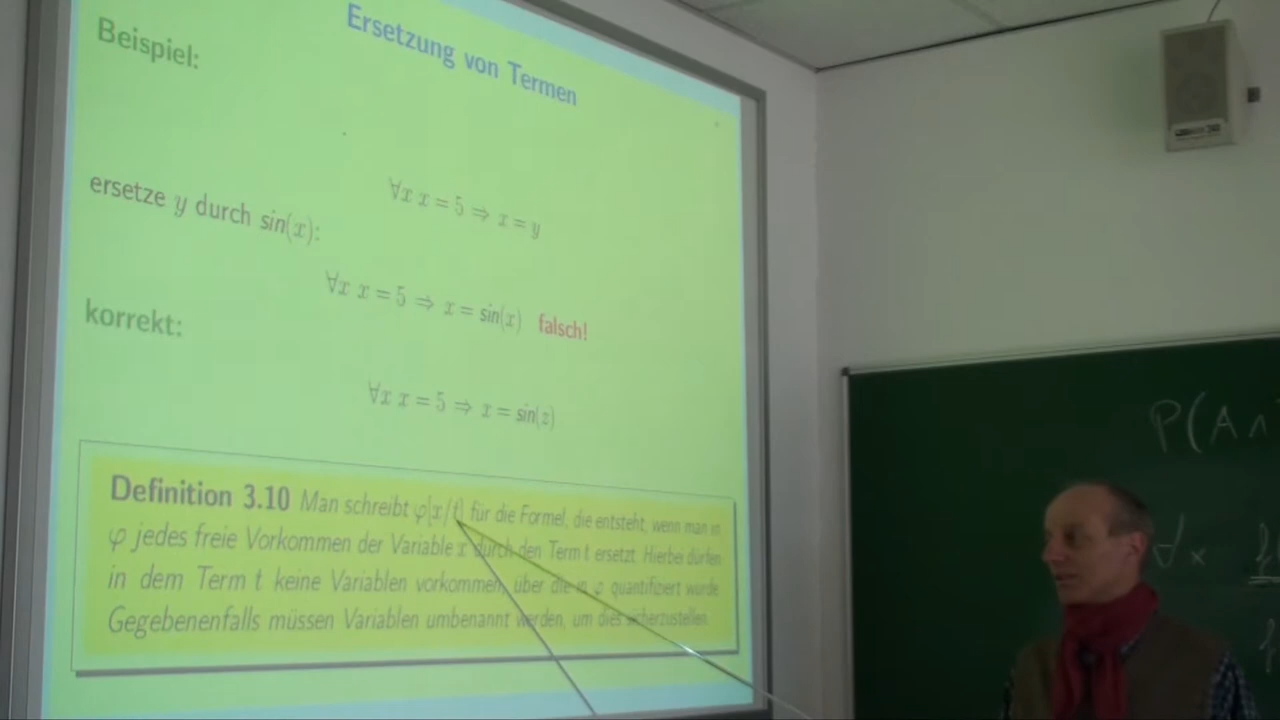 Ersetzung von Termen
Beispiel:
∀x x = 5 ⇒ x = y
ersetze y durch sin(x):
∀x x = 5 ⇒ x = sin(x) falsch!
korrekt:
∀x x = 5 ⇒ x = sin(z)
Definition 3.10 Man schreibt φ[x/t] für die Formel, die entsteht, wenn man in
φ jedes freie Vorkommen der Variable x durch den Term t ersetzt. Hierbei dürfen
in dem Term t keine Variablen vorkommen, über die in φ quantifiziert wurde.
Gegebenenfalls müssen Variablen umbenannt werden, um dies sicherzustellen.
P(A ∧
∀x